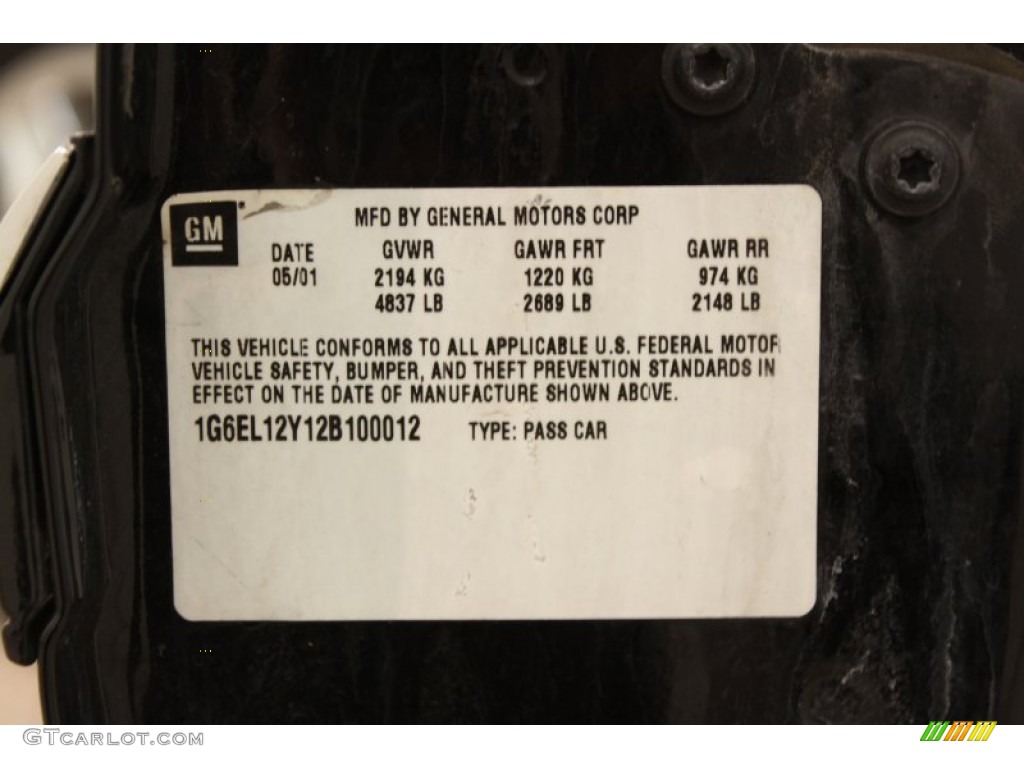 GM
MFD BY GENERAL MOTORS CORP
DATE GVWR GAWR FRT GAWR RR
05/01 2194 KG 1220 KG 974 KG
4837 LB 2689 LB 2148 LB
THIS VEHICLE CONFORMS TO ALL APPLICABLE U.S. FEDERAL MOTOR
VEHICLE SAFETY, BUMPER, AND THEFT PREVENTION STANDARDS IN
EFFECT ON THE DATE OF MANUFACTURE SHOWN ABOVE.
1G6EL12Y12B100012 TYPE: PASS CAR
GTCarLot.com